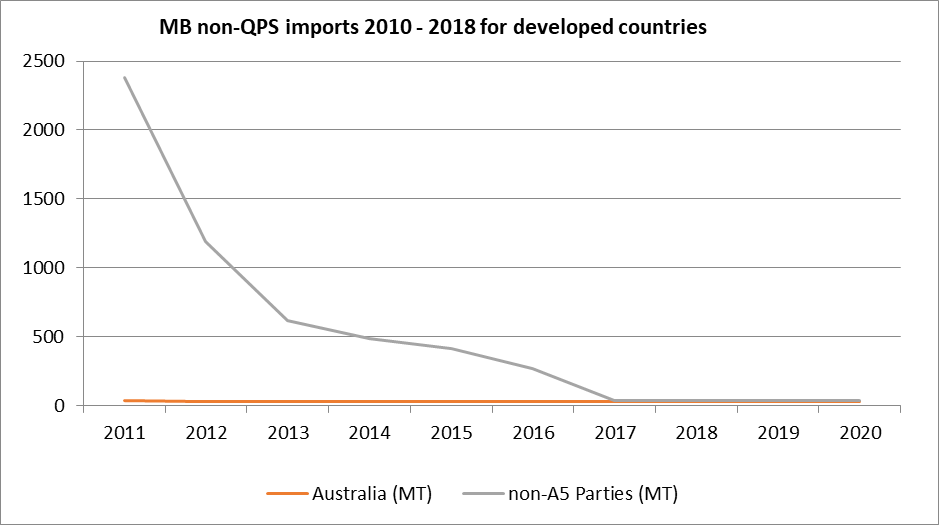 MB non-QPS imports 2010 - 2018 for developed countries
2500
2000
1500
1000
500
0
2011 2012 2013 2014 2015 2016 2017 2018 2019 2020
Australia (MT) non-A5 Parties (MT)